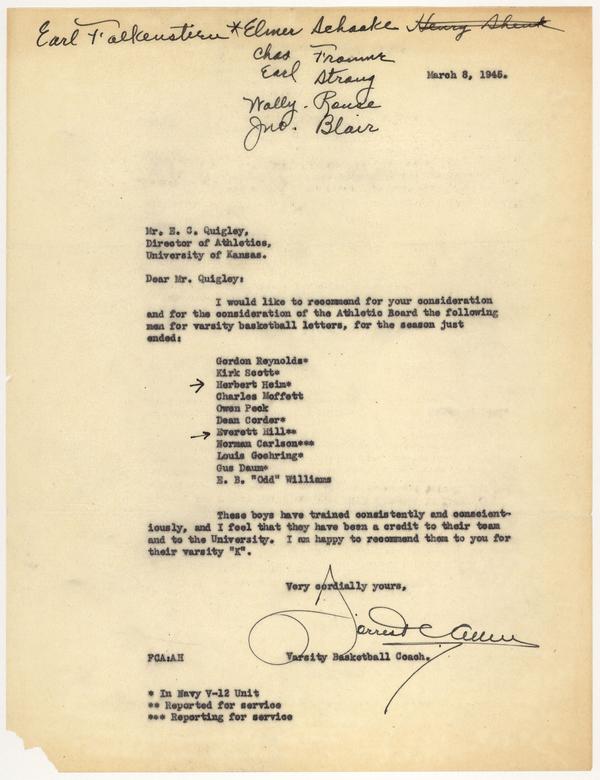 Earl Falkenstien *Elmer Schaake Henry Shenk
Chas Fromme
Earl Strong
March 8, 1945.
Wally. Rouse
Jno. Blair
Mr. E. C. Quigley,
Director of Athletics,
University of Kansas.
Dear Mr. Quigley:
I would like to recommend for your consideration
and for the consideration of the Athletic Board the following
men for varsity basketball letters, for the season just
ended:
Gordon Reynolds*
Kirk Scott*
→ Herbert Heim*
Charles Moffett
Owen Peck
Dean Corder*
→ Everett Hill**
Norman Carlson***
Louis Goehring*
Gus Daum*
E. B. "Odd" Williams
These boys have trained consistently and conscient-
iously, and I feel that they have been a credit to their team
and to the University. I am happy to recommend them to you for
their varsity "K".
Very cordially yours,
Forrest C Allen
FCA:AH Varsity Basketball Coach.
* In Navy V-12 Unit
** Reported for service
*** Reporting for service